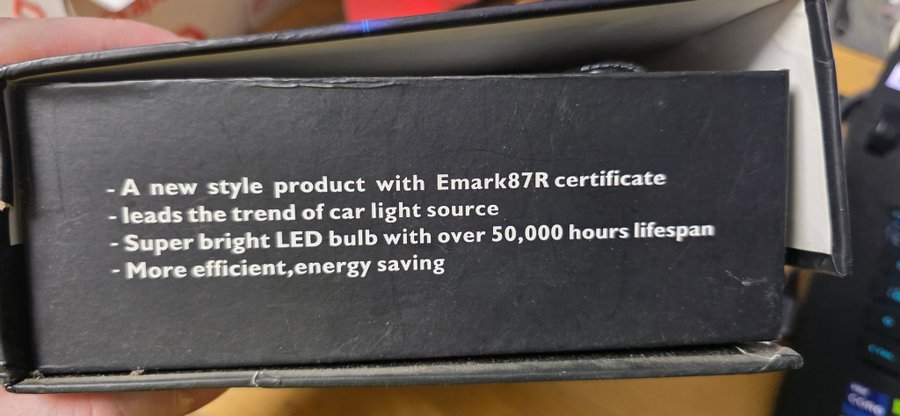 - A new style product with Emark87R certificate
- leads the trend of car light source
- Super bright LED bulb with over 50,000 hours lifespan
- More efficient,energy saving